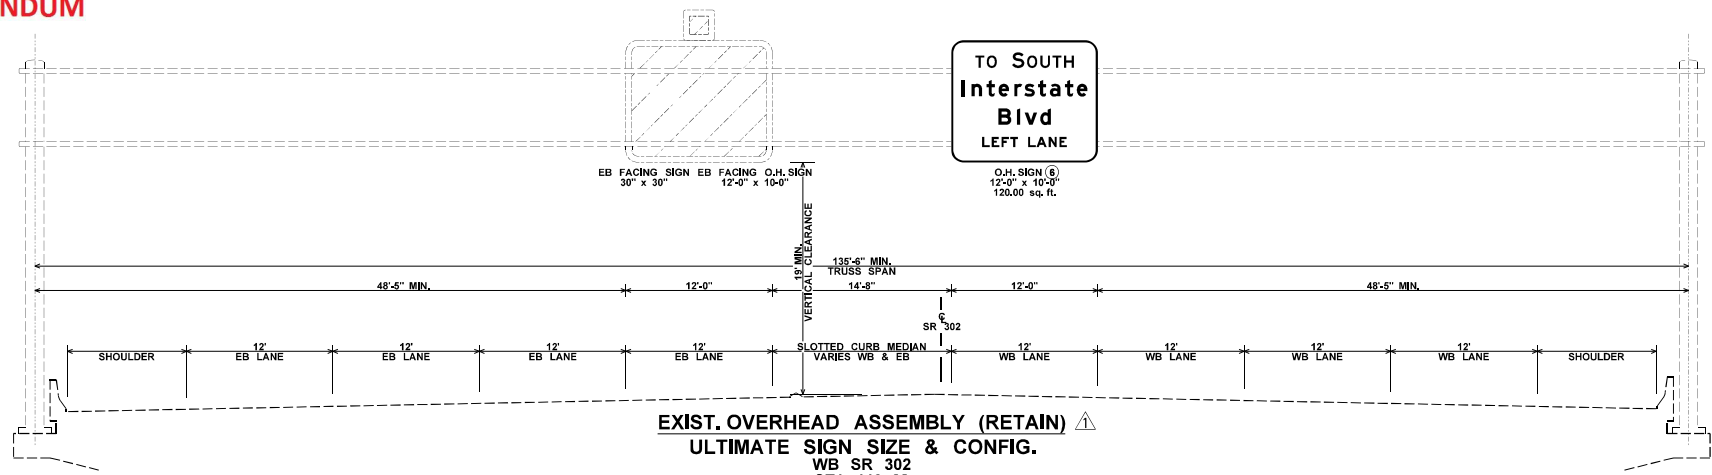 NDUM
TO SOUTH
Interstate
Blvd
LEFT LANE
EB FACING SIGN
30" x 30"
EB FACING O.H. SIGN
12'-0" x 10'-0"
O.H. SIGN 6
12'-0" x 10'-0"
120.00 sq. ft.
19' MIN.
VERTICAL CLEARANCE
135'-6" MIN.
TRUSS SPAN
48'-5" MIN.
12'-0"
14'-8"
12'-0"
48'-5" MIN.
℄
SR 302
SHOULDER
12'
EB LANE
12'
EB LANE
12'
EB LANE
12'
EB LANE
SLOTTED CURB MEDIAN
VARIES WB & EB
12'
WB LANE
12'
WB LANE
12'
WB LANE
12'
WB LANE
SHOULDER
EXIST. OVERHEAD ASSEMBLY (RETAIN) 1
ULTIMATE SIGN SIZE & CONFIG.
WB SR 302